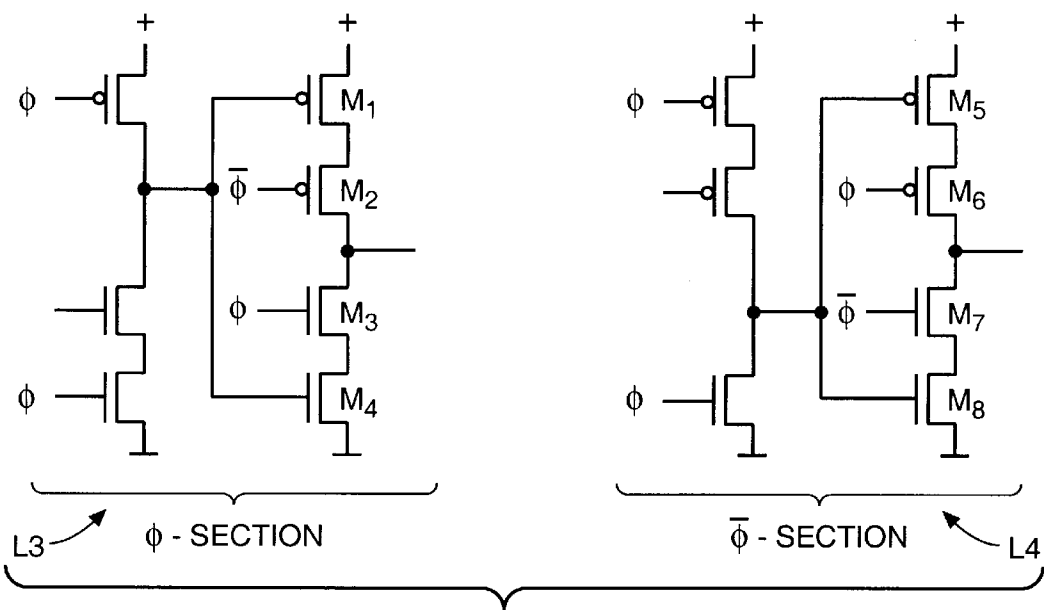 + + + +
ϕ M1 ϕ M5
ϕ̅ M2 ϕ M6
ϕ M3 ϕ̅ M7
ϕ M4 ϕ M8
ϕ - SECTION ϕ̅ - SECTION
L3 L4